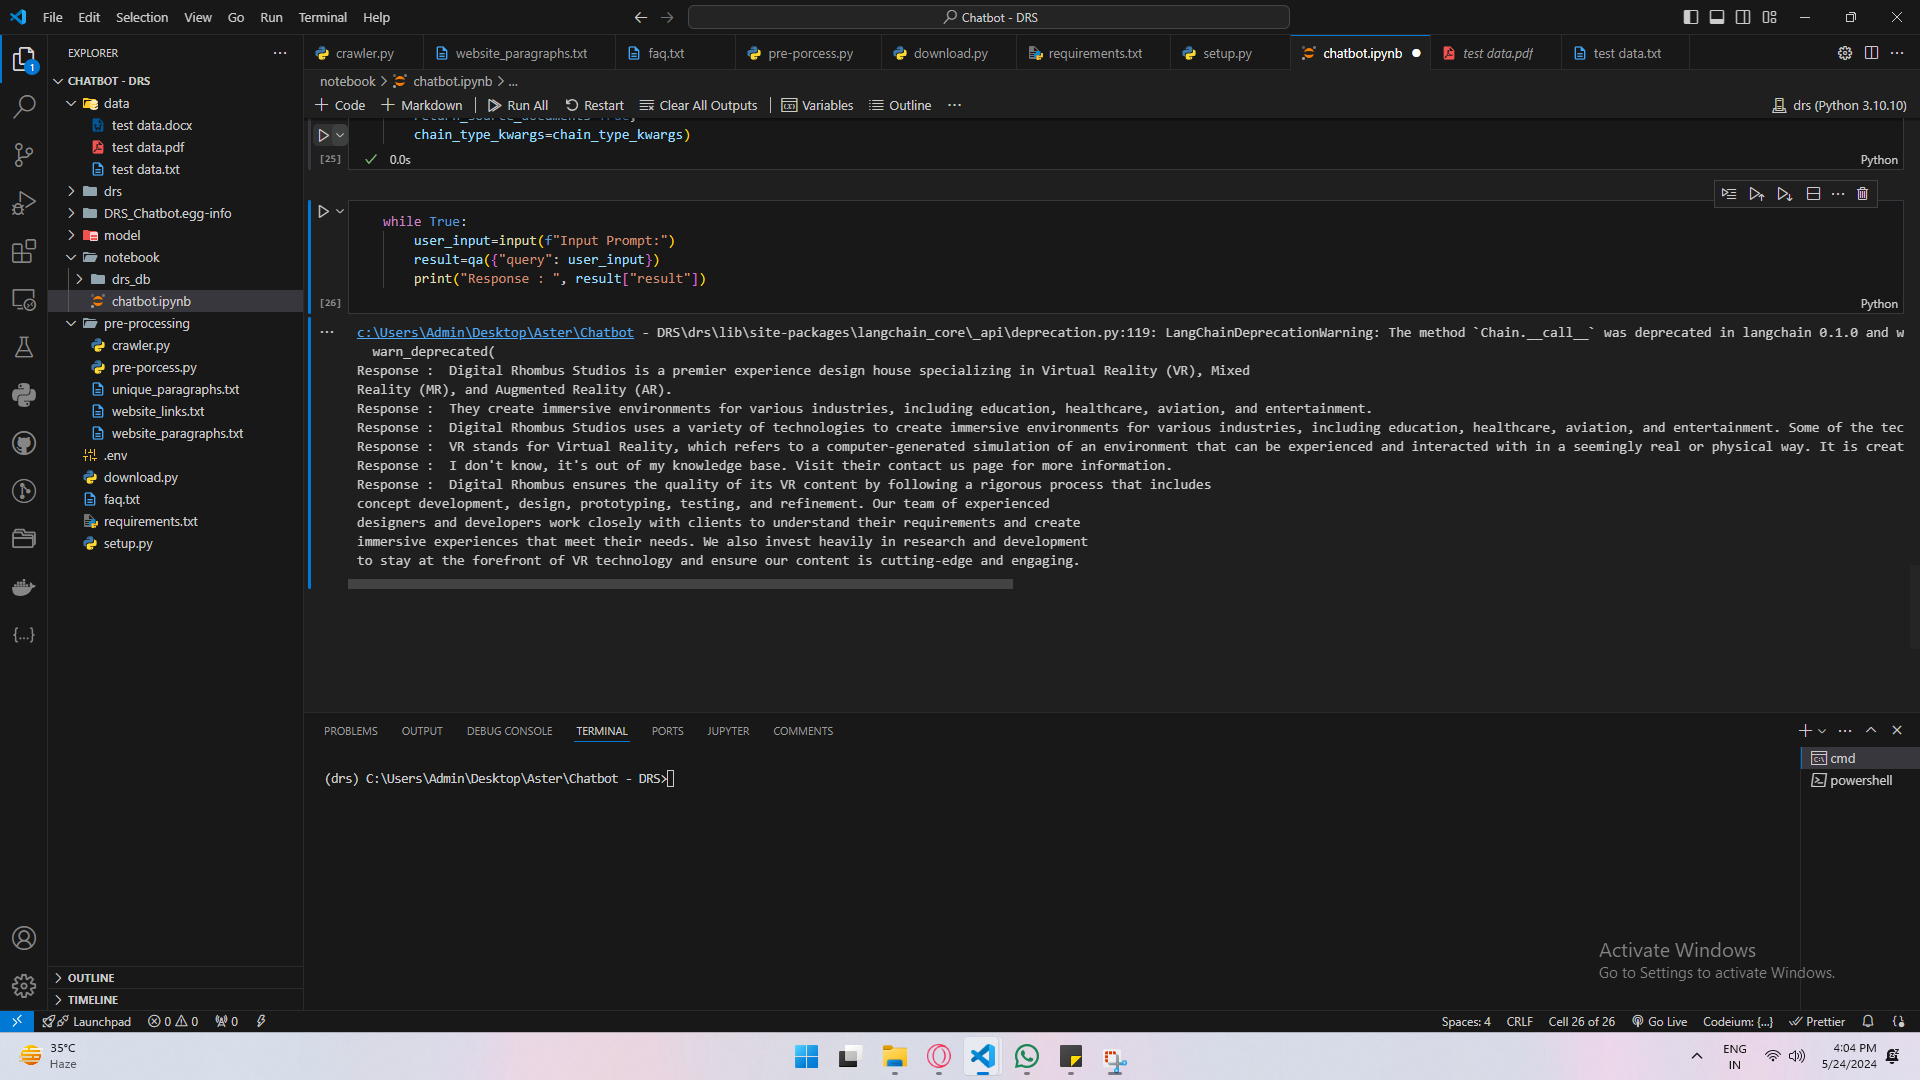 File Edit Selection View Go Run Terminal Help
Chatbot - DRS
EXPLORER
CHATBOT - DRS
data
test data.docx
test data.pdf
test data.txt
drs
DRS_Chatbot.egg-info
model
notebook
drs_db
chatbot.ipynb
pre-processing
crawler.py
pre-porcess.py
unique_paragraphs.txt
website_links.txt
website_paragraphs.txt
.env
download.py
faq.txt
requirements.txt
setup.py
OUTLINE
TIMELINE
crawler.py website_paragraphs.txt faq.txt pre-porcess.py download.py requirements.txt setup.py chatbot.ipynb test data.pdf test data.txt
notebook > chatbot.ipynb > ...
+ Code + Markdown Run All Restart Clear All Outputs Variables Outline ... drs (Python 3.10.10)
chain_type_kwargs=chain_type_kwargs)
[25] 0.0s Python
while True:
user_input=input(f"Input Prompt:")
result=qa({"query": user_input})
print("Response : ", result["result"])
[26] Python
c:\Users\Admin\Desktop\Aster\Chatbot - DRS\drs\lib\site-packages\langchain_core\_api\deprecation.py:119: LangChainDeprecationWarning: The method `Chain.__call__` was deprecated in langchain 0.1.0 and w
warn_deprecated(
Response :  Digital Rhombus Studios is a premier experience design house specializing in Virtual Reality (VR), Mixed
Reality (MR), and Augmented Reality (AR).
Response :  They create immersive environments for various industries, including education, healthcare, aviation, and entertainment.
Response :  Digital Rhombus Studios uses a variety of technologies to create immersive environments for various industries, including education, healthcare, aviation, and entertainment. Some of the tec
Response :  VR stands for Virtual Reality, which refers to a computer-generated simulation of an environment that can be experienced and interacted with in a seemingly real or physical way. It is creat
Response :  I don't know, it's out of my knowledge base. Visit their contact us page for more information.
Response :  Digital Rhombus ensures the quality of its VR content by following a rigorous process that includes
concept development, design, prototyping, testing, and refinement. Our team of experienced
designers and developers work closely with clients to understand their requirements and create
immersive experiences that meet their needs. We also invest heavily in research and development
to stay at the forefront of VR technology and ensure our content is cutting-edge and engaging.
PROBLEMS OUTPUT DEBUG CONSOLE TERMINAL PORTS JUPYTER COMMENTS
(drs) C:\Users\Admin\Desktop\Aster\Chatbot - DRS>
cmd
powershell
Activate Windows
Go to Settings to activate Windows.
Launchpad 0 0 0 Spaces: 4 CRLF Cell 26 of 26 Go Live Codeium: {...} Prettier
35°C
Haze
ENG
IN
4:04 PM
5/24/2024